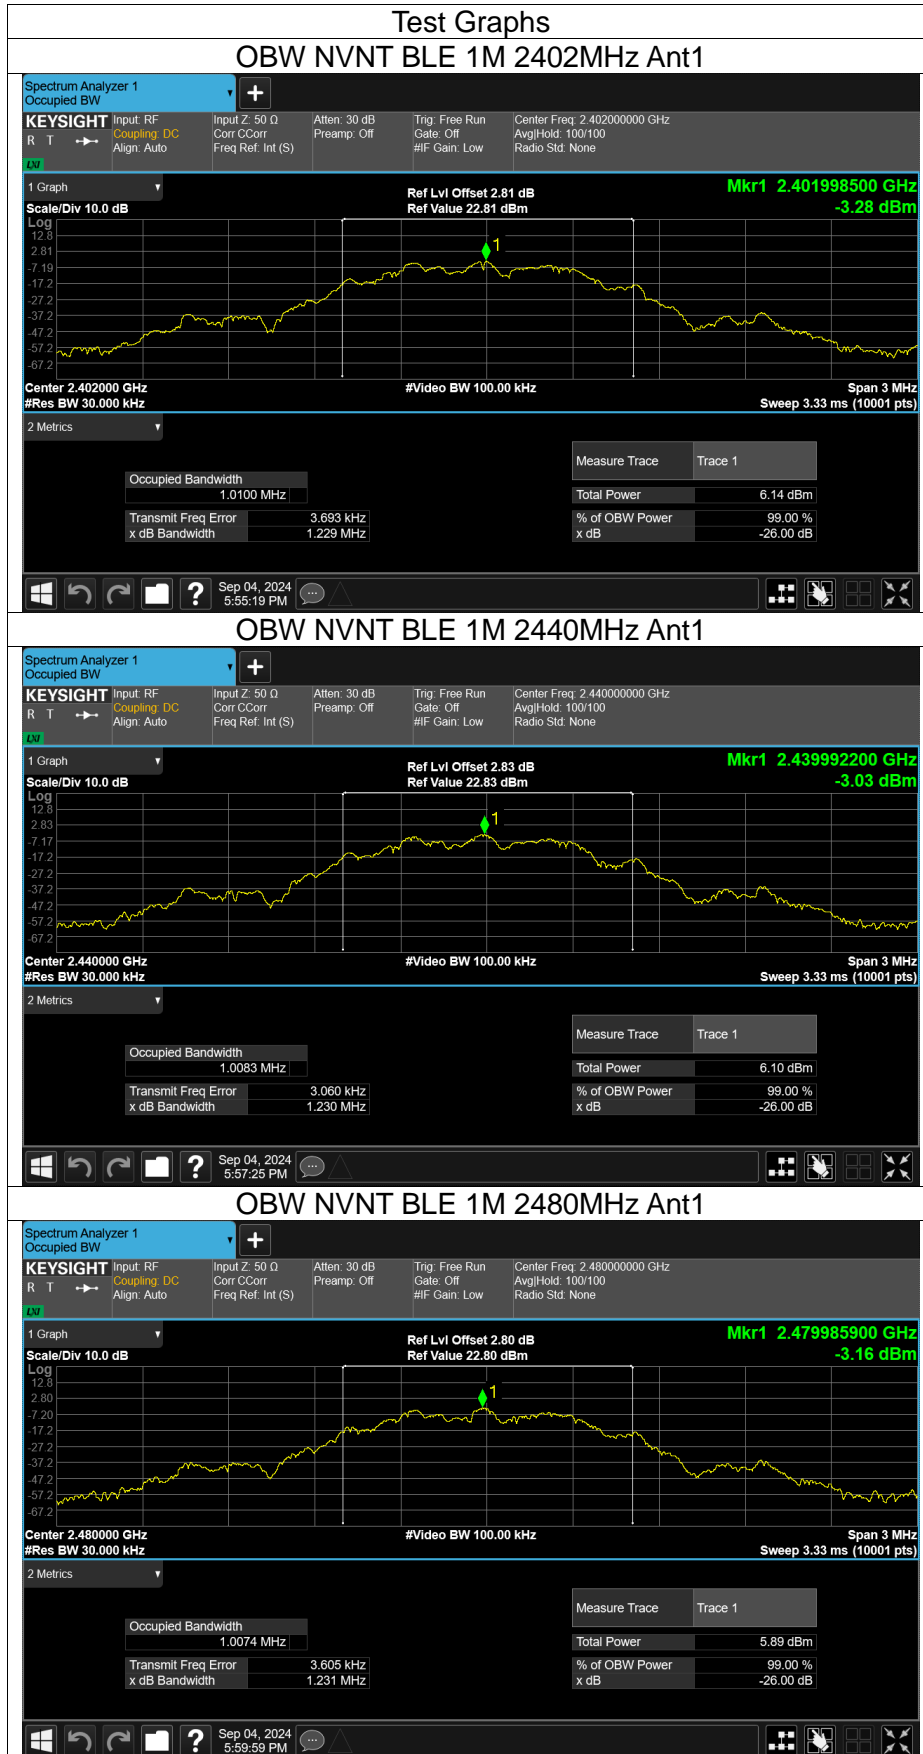 Test Graphs
OBW NVNT BLE 1M 2402MHz Ant1
Spectrum Analyzer 1
Occupied BW
KEYSIGHT Input: RF Input Z: 50 Ω Atten: 30 dB Trig: Free Run Center Freq: 2.402000000 GHz
R T Coupling: DC Corr CCorr Preamp: Off Gate: Off Avg|Hold: 100/100
Align: Auto Freq Ref: Int (S) #IF Gain: Low Radio Std: None
LXI
1 Graph Ref Lvl Offset 2.81 dB Mkr1 2.401998500 GHz
Scale/Div 10.0 dB Ref Value 22.81 dBm -3.28 dBm
Log
12.8
1
2.81
-7.19
-17.2
-27.2
-37.2
-47.2
-57.2
-67.2
Center 2.402000 GHz #Video BW 100.00 kHz Span 3 MHz
#Res BW 30.000 kHz Sweep 3.33 ms (10001 pts)
2 Metrics
Measure Trace Trace 1
Occupied Bandwidth
1.0100 MHz Total Power 6.14 dBm
Transmit Freq Error 3.693 kHz % of OBW Power 99.00 %
x dB Bandwidth 1.229 MHz x dB -26.00 dB
Sep 04, 2024
5:55:19 PM
OBW NVNT BLE 1M 2440MHz Ant1
Spectrum Analyzer 1
Occupied BW
KEYSIGHT Input: RF Input Z: 50 Ω Atten: 30 dB Trig: Free Run Center Freq: 2.440000000 GHz
R T Coupling: DC Corr CCorr Preamp: Off Gate: Off Avg|Hold: 100/100
Align: Auto Freq Ref: Int (S) #IF Gain: Low Radio Std: None
LXI
1 Graph Ref Lvl Offset 2.83 dB Mkr1 2.439992200 GHz
Scale/Div 10.0 dB Ref Value 22.83 dBm -3.03 dBm
Log
12.8
1
2.83
-7.17
-17.2
-27.2
-37.2
-47.2
-57.2
-67.2
Center 2.440000 GHz #Video BW 100.00 kHz Span 3 MHz
#Res BW 30.000 kHz Sweep 3.33 ms (10001 pts)
2 Metrics
Measure Trace Trace 1
Occupied Bandwidth
1.0083 MHz Total Power 6.10 dBm
Transmit Freq Error 3.060 kHz % of OBW Power 99.00 %
x dB Bandwidth 1.230 MHz x dB -26.00 dB
Sep 04, 2024
5:57:25 PM
OBW NVNT BLE 1M 2480MHz Ant1
Spectrum Analyzer 1
Occupied BW
KEYSIGHT Input: RF Input Z: 50 Ω Atten: 30 dB Trig: Free Run Center Freq: 2.480000000 GHz
R T Coupling: DC Corr CCorr Preamp: Off Gate: Off Avg|Hold: 100/100
Align: Auto Freq Ref: Int (S) #IF Gain: Low Radio Std: None
LXI
1 Graph Ref Lvl Offset 2.80 dB Mkr1 2.479985900 GHz
Scale/Div 10.0 dB Ref Value 22.80 dBm -3.16 dBm
Log
12.8
1
2.80
-7.20
-17.2
-27.2
-37.2
-47.2
-57.2
-67.2
Center 2.480000 GHz #Video BW 100.00 kHz Span 3 MHz
#Res BW 30.000 kHz Sweep 3.33 ms (10001 pts)
2 Metrics
Measure Trace Trace 1
Occupied Bandwidth
1.0074 MHz Total Power 5.89 dBm
Transmit Freq Error 3.605 kHz % of OBW Power 99.00 %
x dB Bandwidth 1.231 MHz x dB -26.00 dB
Sep 04, 2024
5:59:59 PM